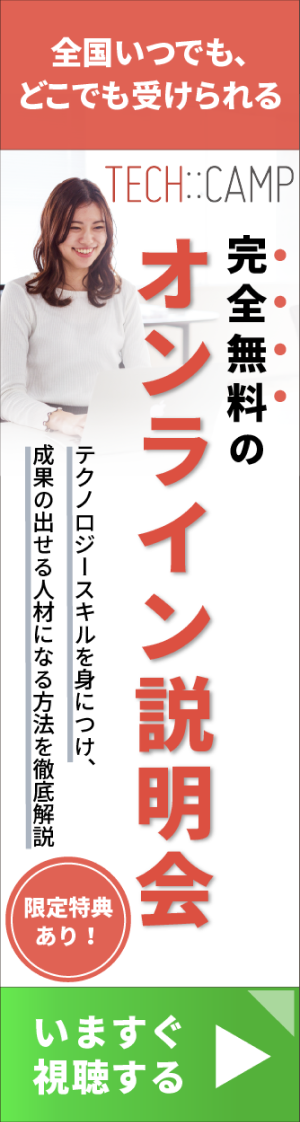 全国いつでも、
どこでも受けられる
TECH::CAMP
完全無料の
オンライン説明会
テクノロジースキルを身につけ、
成果の出せる人材になる方法を徹底解説
限定特典
あり！
いますぐ
視聴する